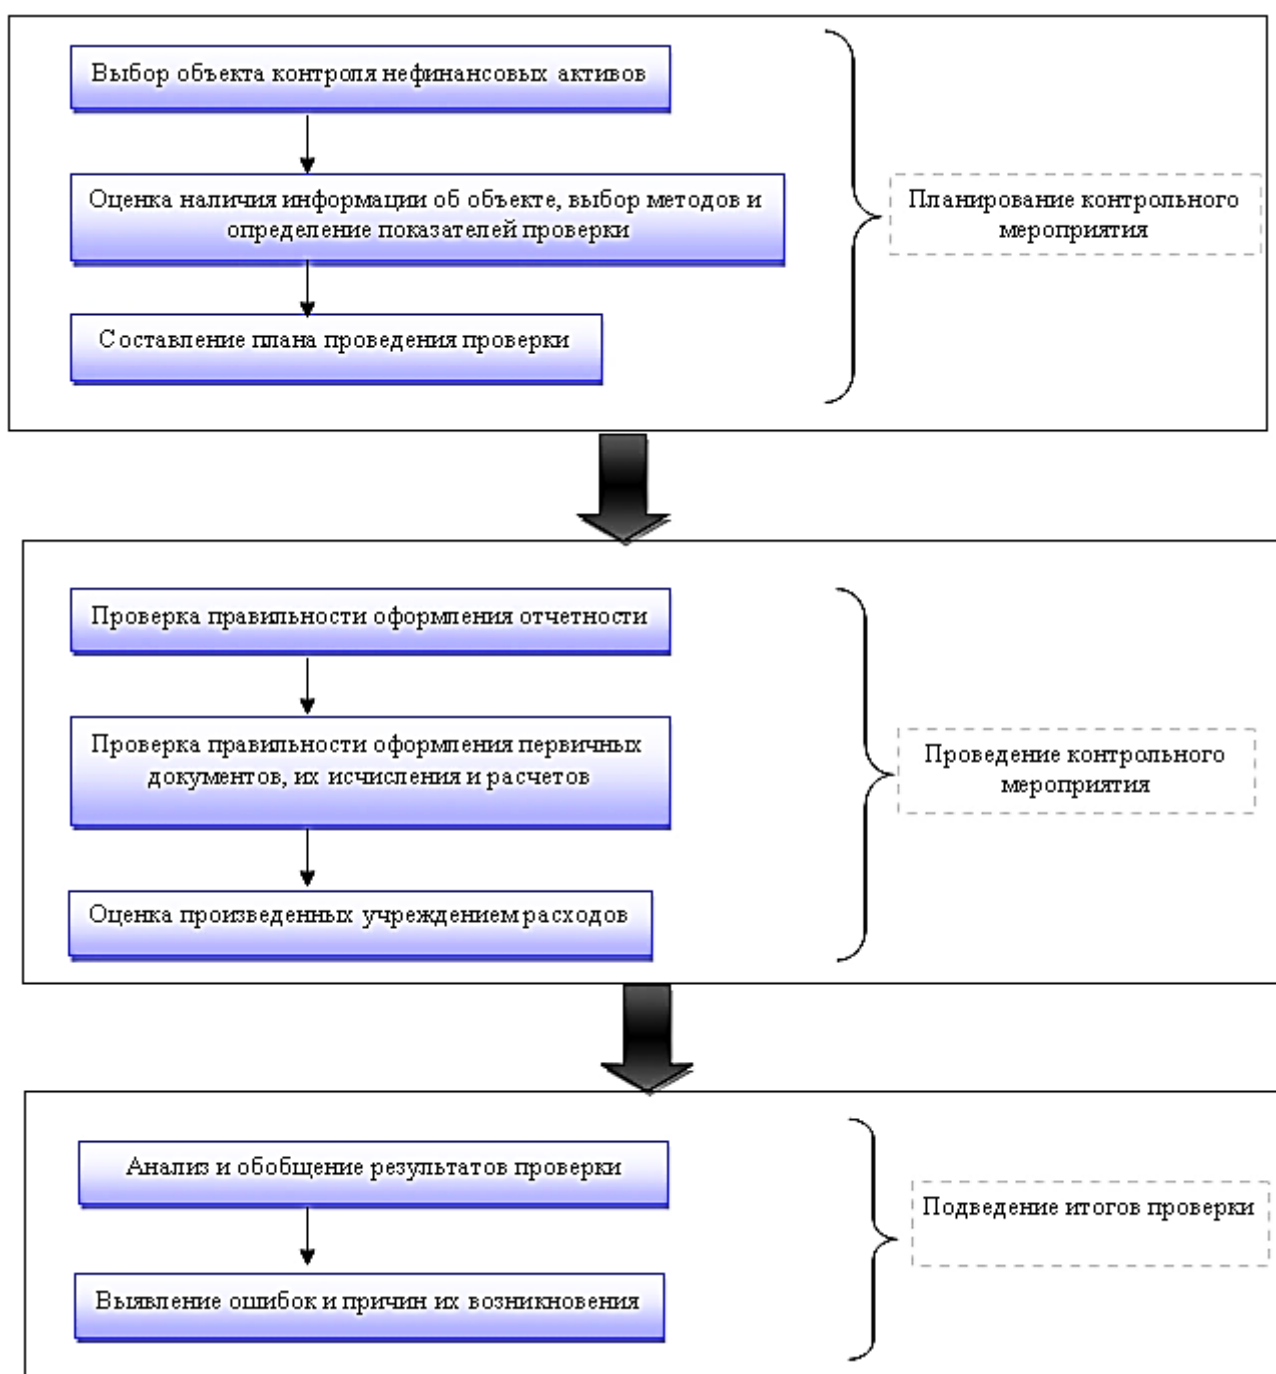 Выбор объекта контроля нефинансовых активов
Оценка наличия информации об объекте, выбор методов и
определение показателей проверки
Составление плана проведения проверки
Планирование контрольного
мероприятия
Проверка правильности оформления отчетности
Проверка правильности оформления первичных
документов, их исчисления и расчетов
Оценка произведенных учреждением расходов
Проведение контрольного
мероприятия
Анализ и обобщение результатов проверки
Выявление ошибок и причин их возникновения
Подведение итогов проверки